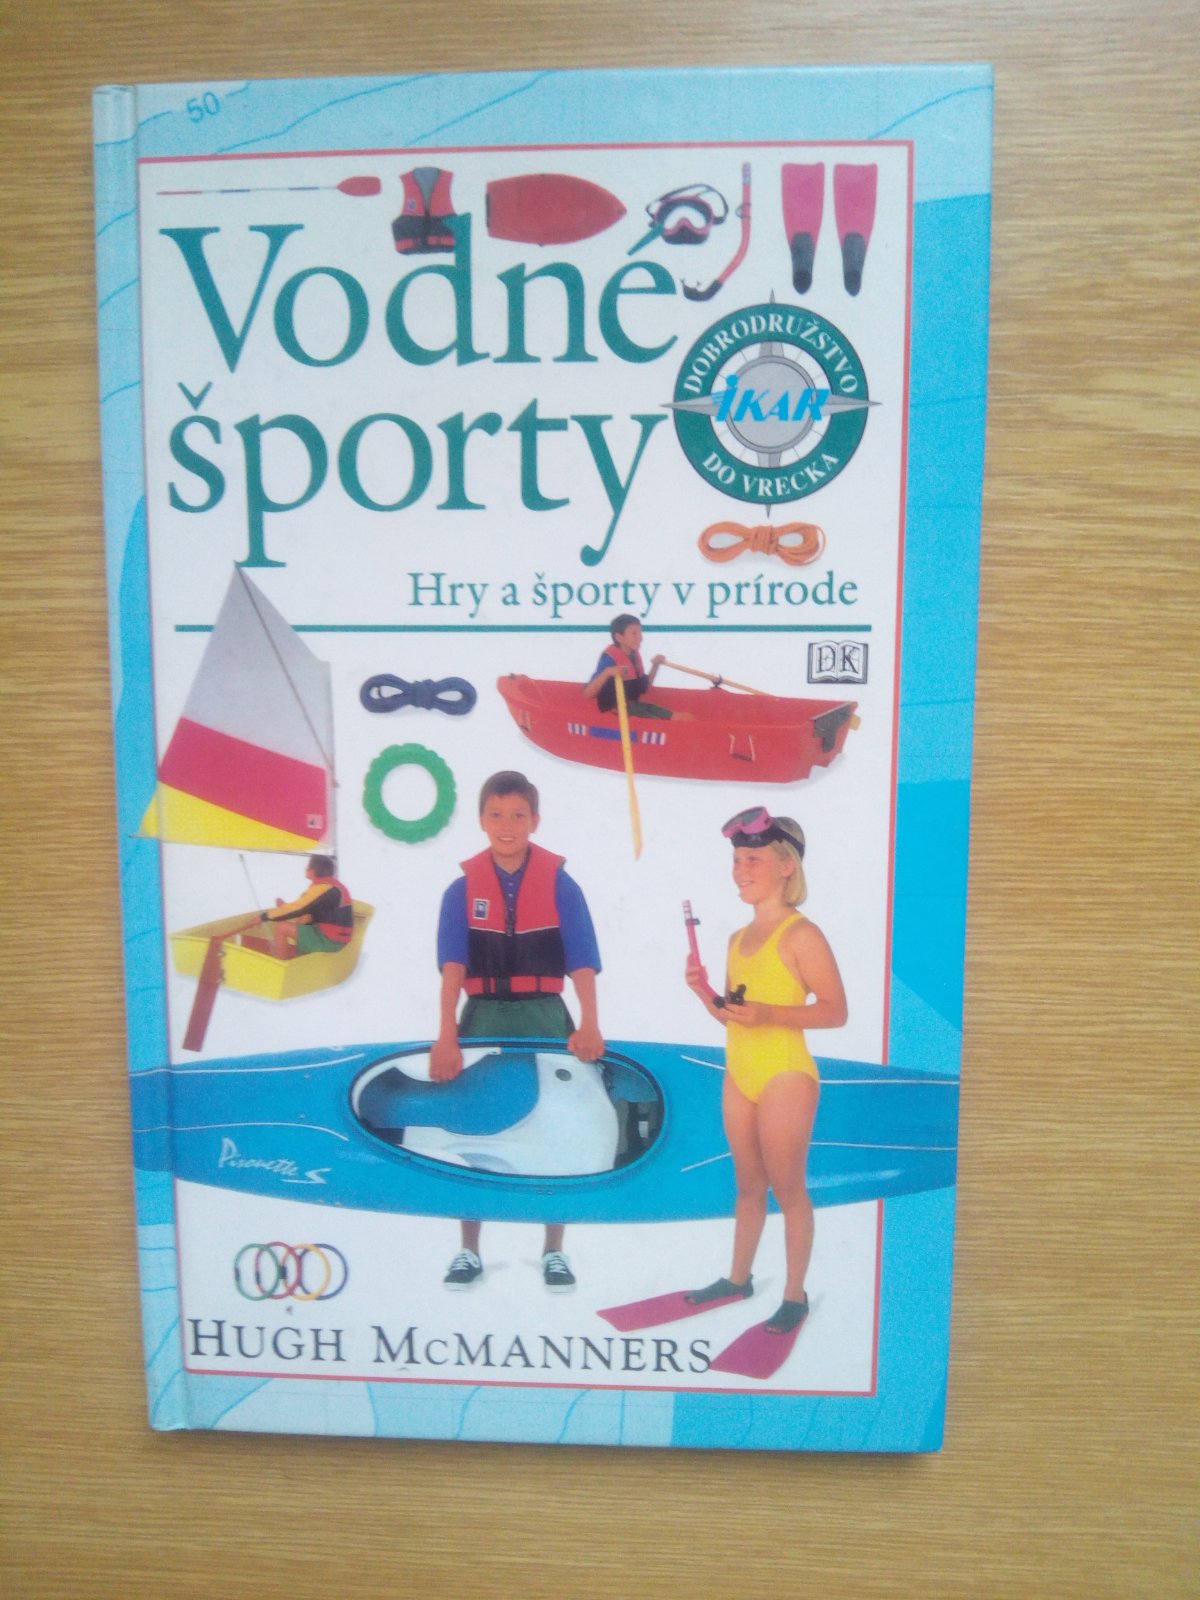 50
Vodné
športy
DOBRODRUŽSTVO
IKAR
DO VRECKA
Hry a športy v prírode
DK
Pirouette S
HUGH MCMANNERS